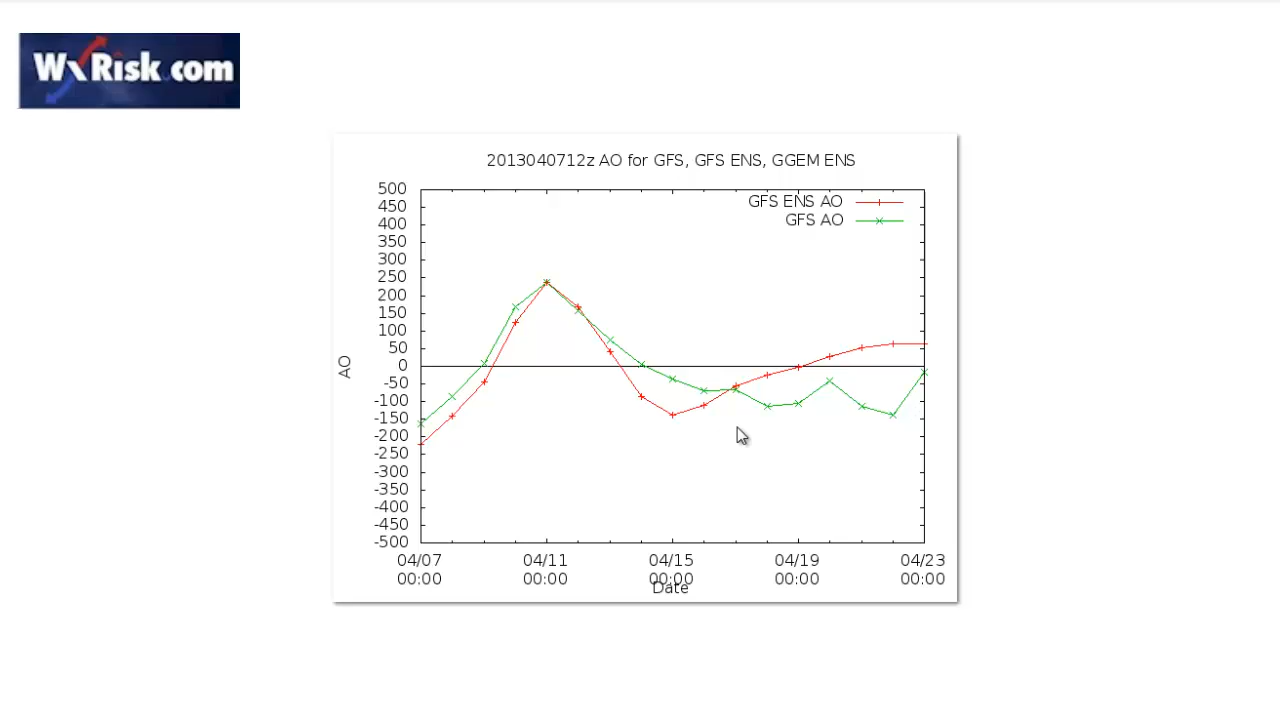 WxRisk.com
2013040712z AO for GFS, GFS ENS, GGEM ENS
GFS ENS AO
GFS AO
500
450
400
350
300
250
200
150
100
50
0
-50
-100
-150
-200
-250
-300
-350
-400
-450
-500
AO
04/07 04/11 04/15 04/19 04/23
00:00 00:00 00:00 00:00 00:00
Date